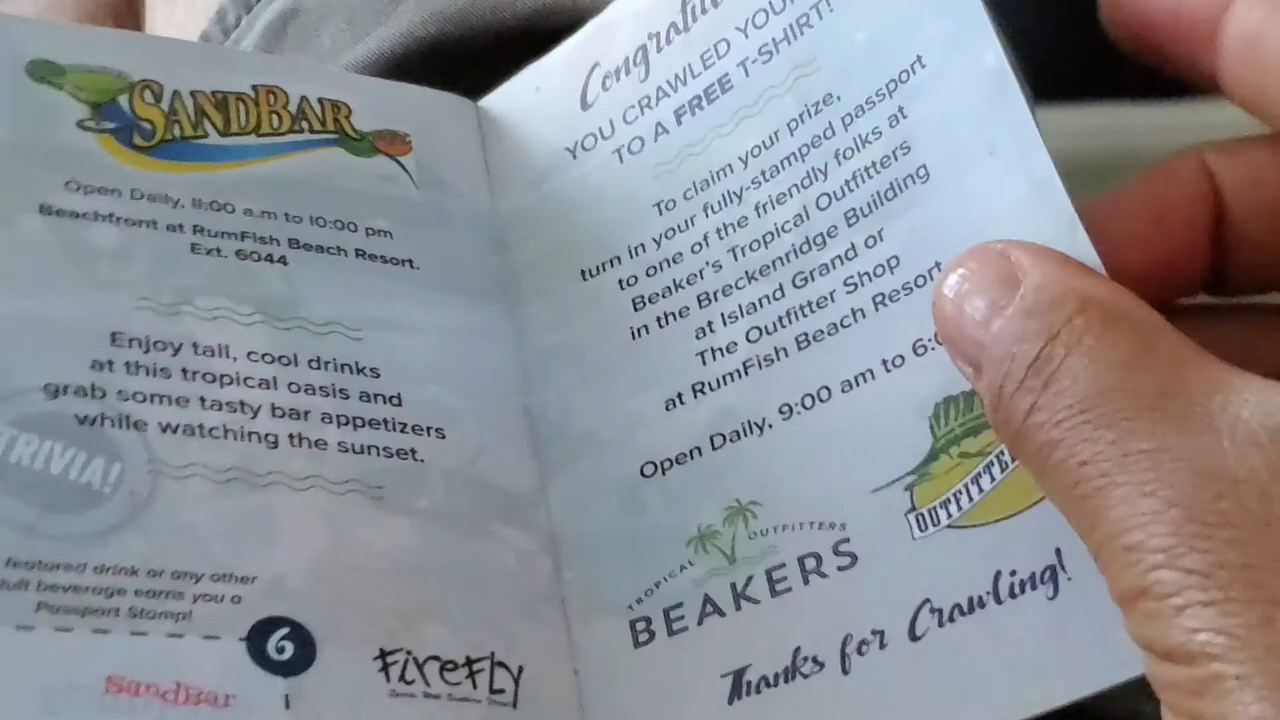 SANDBAR
Open Daily, 11:00 a.m to 10:00 pm
Beachfront at RumFish Beach Resort.
Ext. 6044
Enjoy tall, cool drinks
at this tropical oasis and
grab some tasty bar appetizers
while watching the sunset.
TRIVIA!
featured drink or any other
beverage earns you a
Passport Stamp!
6
SandBar
FireFly
YOU CRAWLED YOUR
TO A FREE T-SHIRT!
To claim your prize,
turn in your fully-stamped passport
to one of the friendly folks at
Beaker's Tropical Outfitters
in the Breckenridge Building
at Island Grand or
The Outfitter Shop
at RumFish Beach Resort
Open Daily, 9:00 am to
TROPICAL OUTFITTERS
BEAKERS
Thanks for Crawling!